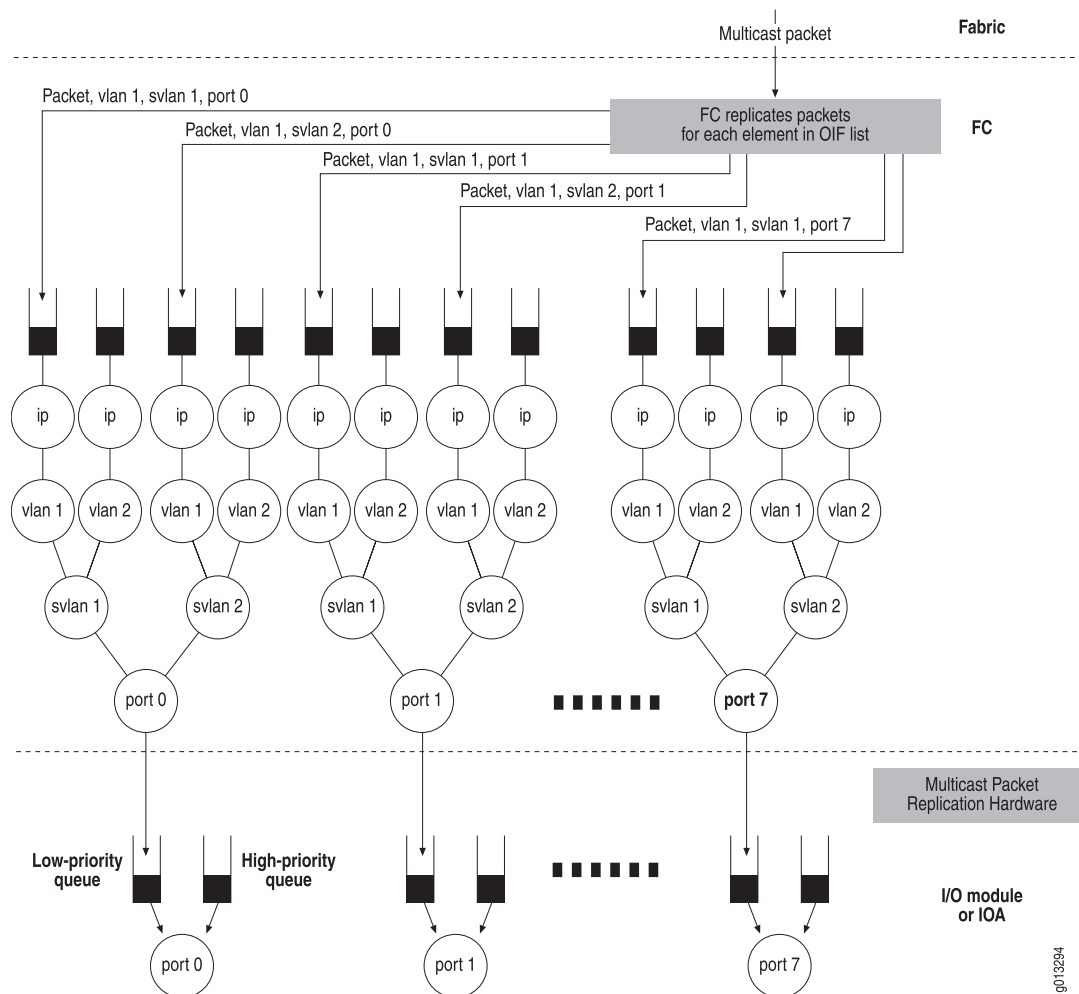 Multicast packet
Fabric
Packet, vlan 1, svlan 1, port 0
FC replicates packets
for each element in OIF list
FC
Packet, vlan 1, svlan 2, port 0
Packet, vlan 1, svlan 1, port 1
Packet, vlan 1, svlan 2, port 1
Packet, vlan 1, svlan 1, port 7
ip ip ip ip ip ip ip ip ip ip ip ip
vlan 1 vlan 2 vlan 1 vlan 2 vlan 1 vlan 2 vlan 1 vlan 2 vlan 1 vlan 2 vlan 1 vlan 2
svlan 1 svlan 2 svlan 1 svlan 2 svlan 1 svlan 2
port 0 port 1 port 7
Multicast Packet
Replication Hardware
Low-priority
queue
High-priority
queue
I/O module
or IOA
port 0 port 1 port 7
g013294